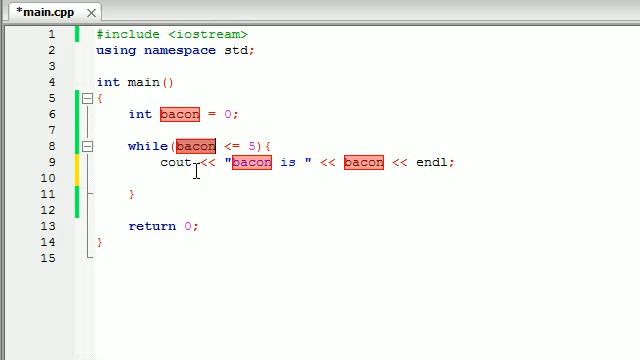 *main.cpp
1 #include <iostream>
2 using namespace std;
3
4 int main()
5 {
6 int bacon = 0;
7
8 while(bacon <= 5){
9 cout << "bacon is " << bacon << endl;
10
11 }
12
13 return 0;
14 }
15